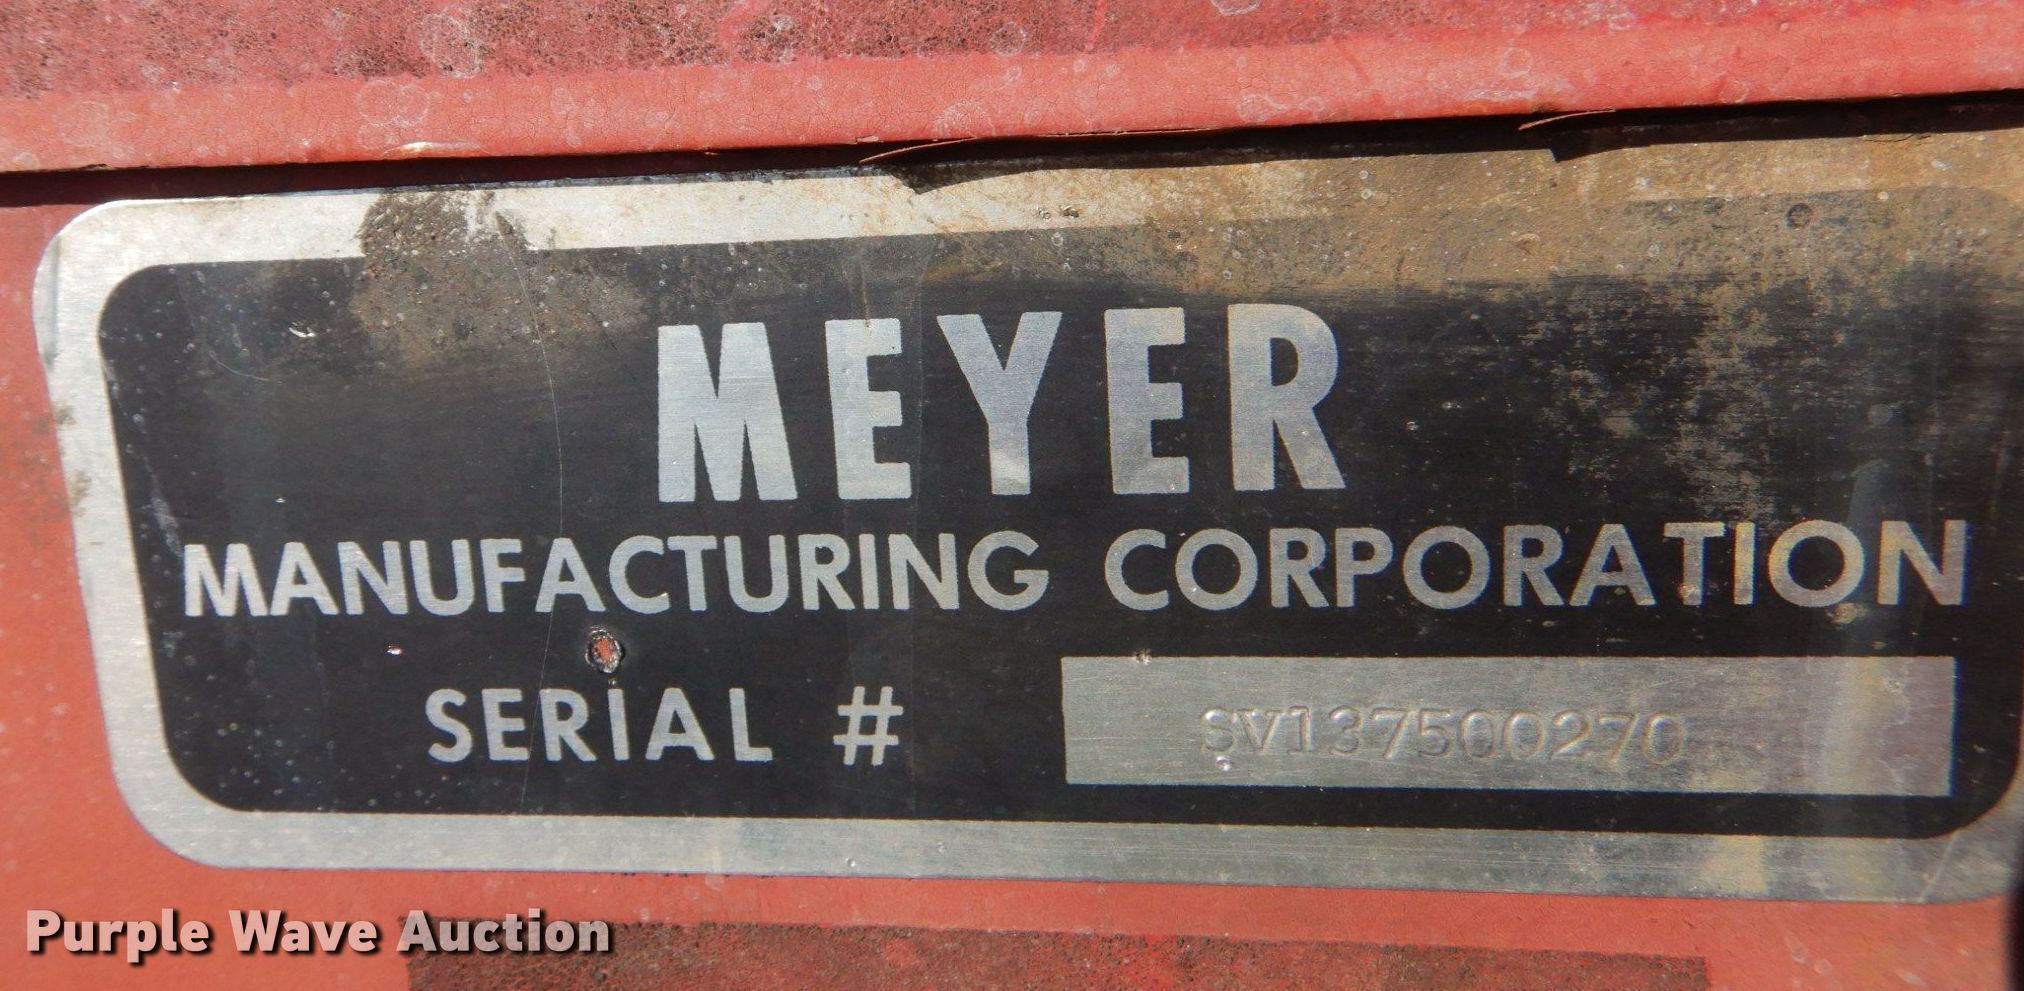 MEYER
MANUFACTURING CORPORATION
SERIAL # SV137500270
Purple Wave Auction